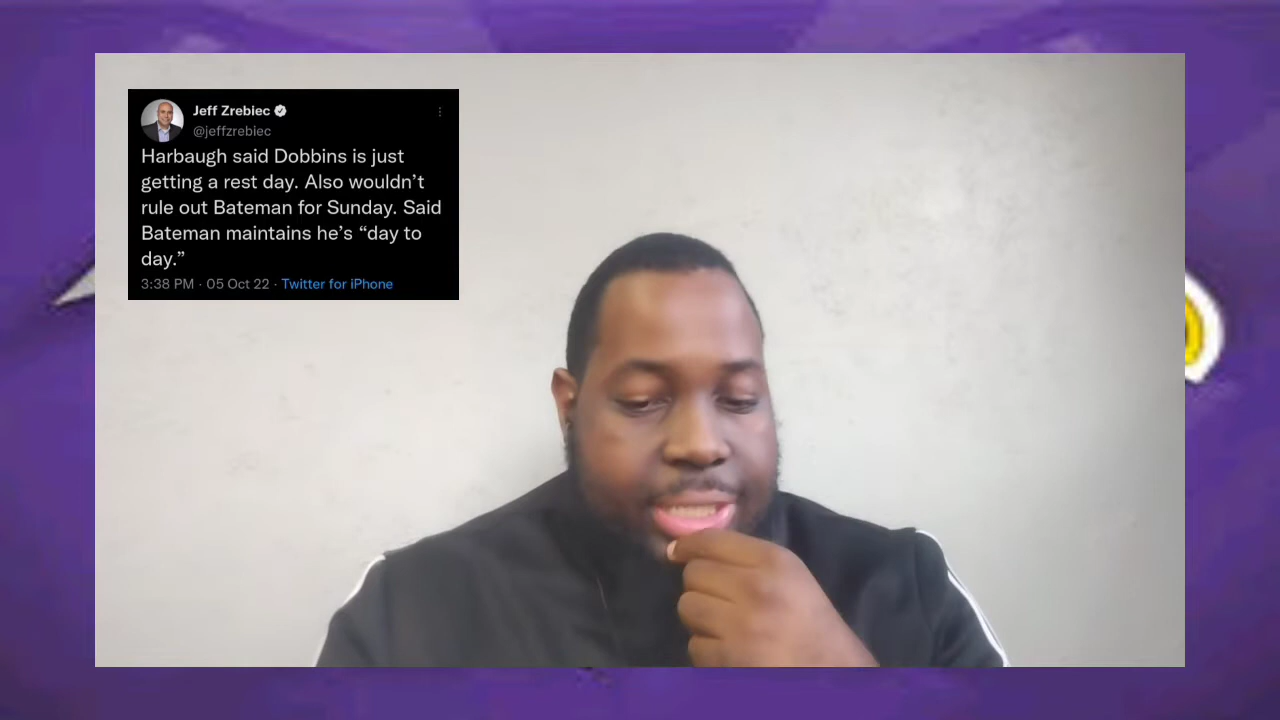 Jeff Zrebiec
@jeffzrebiec
Harbaugh said Dobbins is just
getting a rest day. Also wouldn’t
rule out Bateman for Sunday. Said
Bateman maintains he’s “day to
day.”
3:38 PM · 05 Oct 22 · Twitter for iPhone